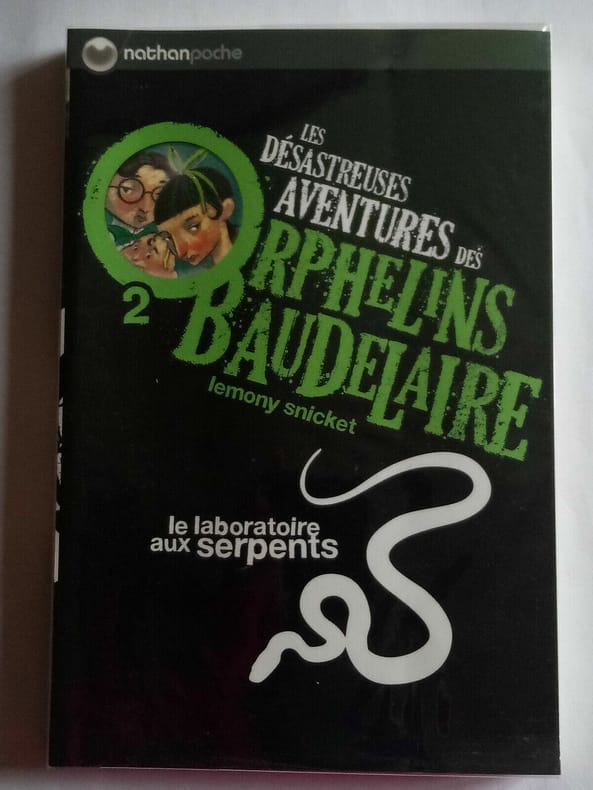 nathanpoche
LES
DÉSASTREUSES
AVENTURES DES
ORPHELINS
BAUDELAIRE
2
lemony snicket
le laboratoire
aux serpents